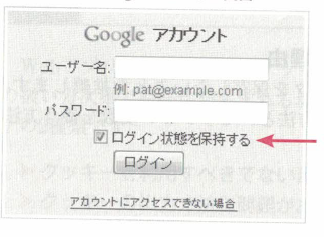 Google アカウント
ユーザー名:
例: pat@example.com
パスワード:
ログイン状態を保持する
ログイン
アカウントにアクセスできない場合